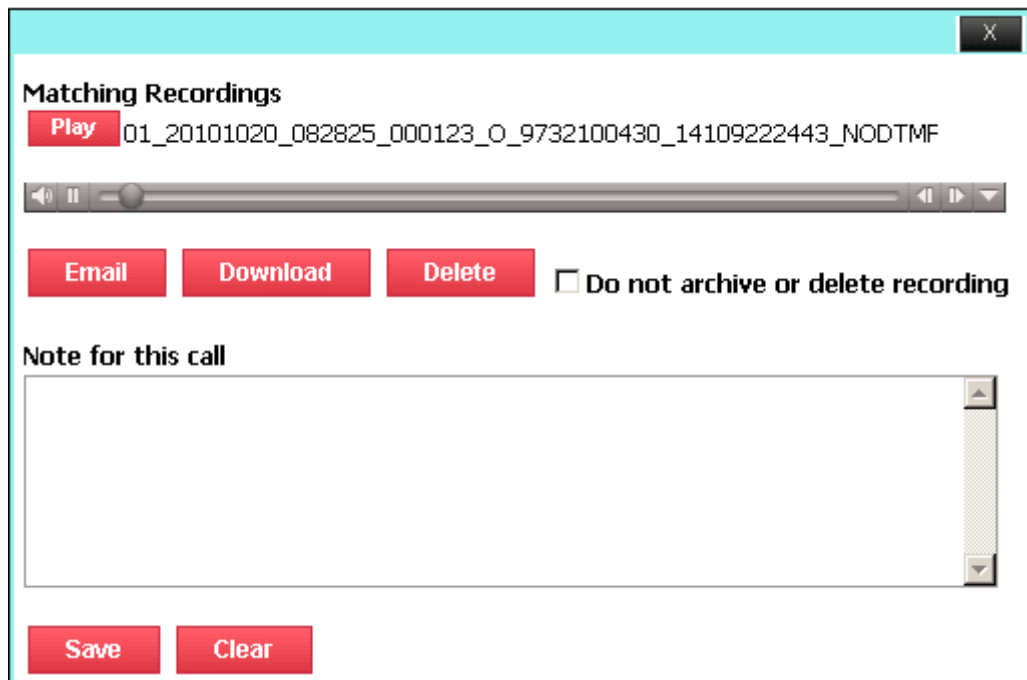 X
Matching Recordings
Play 01_20101020_082825_000123_O_9732100430_14109222443_NODTMF
Email Download Delete Do not archive or delete recording
Note for this call
Save Clear